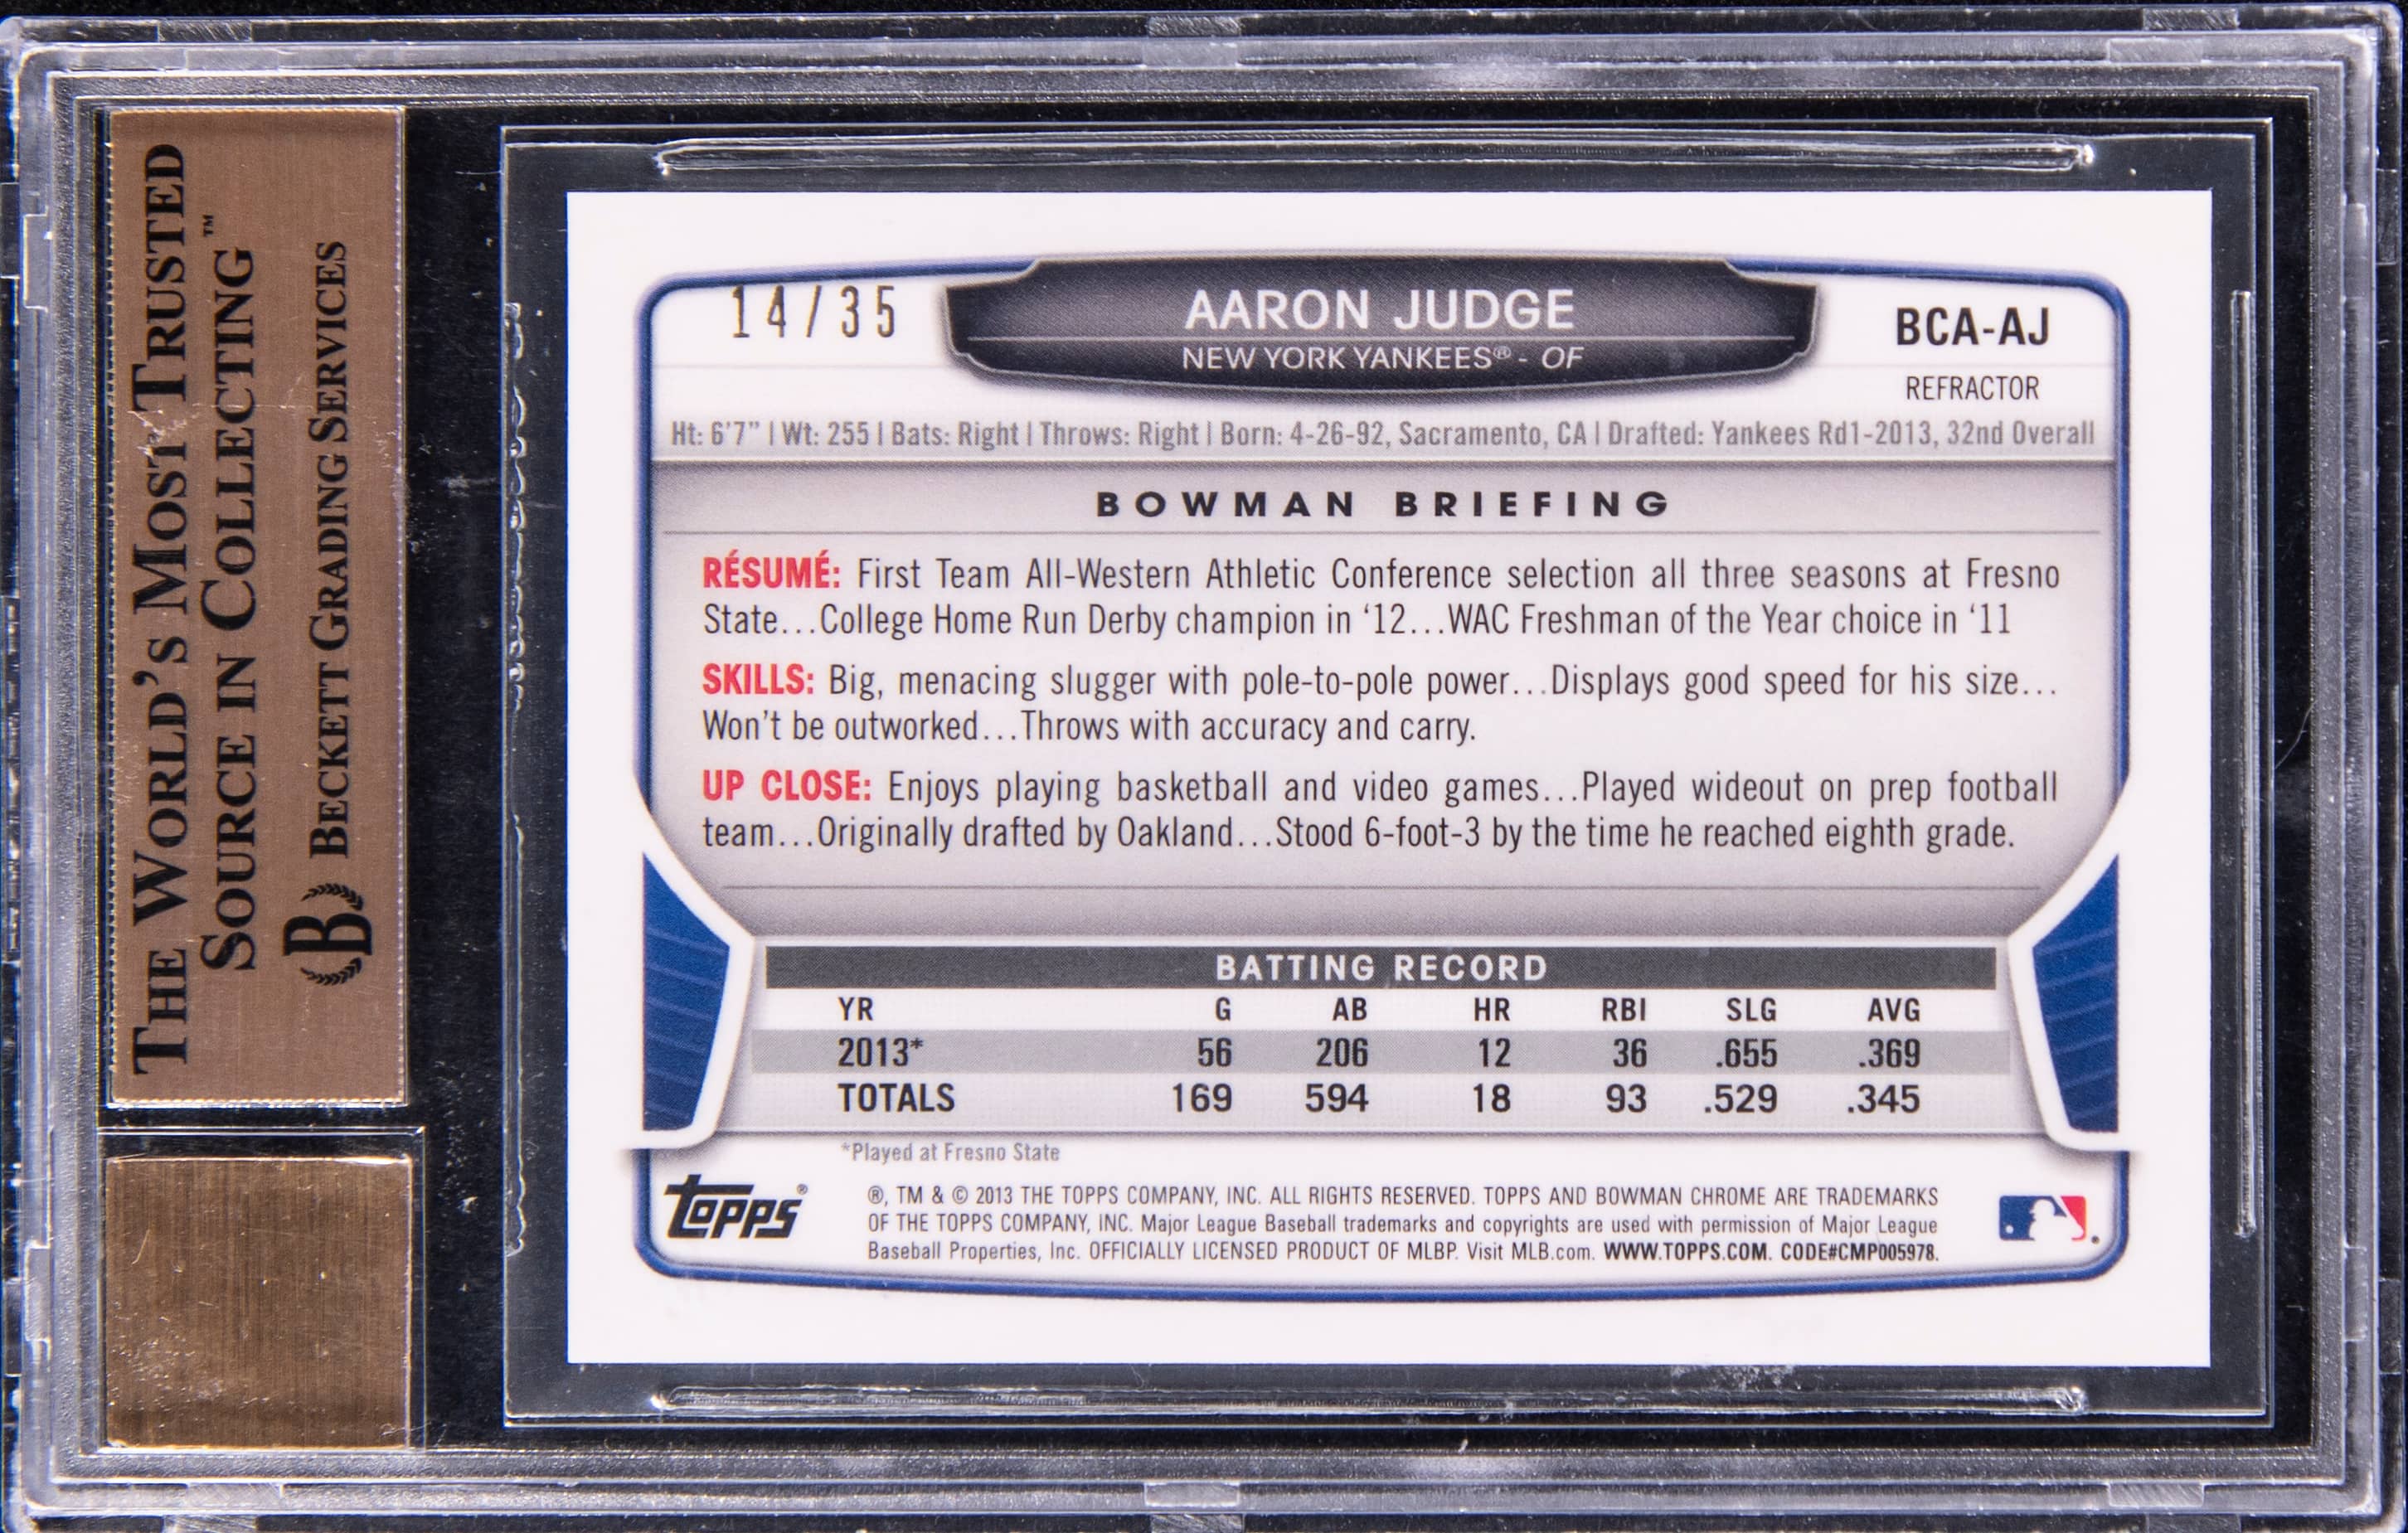 THE WORLD'S MOST TRUSTED
SOURCE IN COLLECTING™
B BECKETT GRADING SERVICES
14/35
AARON JUDGE
NEW YORK YANKEES® - OF
BCA-AJ
REFRACTOR
Ht: 6'7" | Wt: 255 | Bats: Right | Throws: Right | Born: 4-26-92, Sacramento, CA | Drafted: Yankees Rd1-2013, 32nd Overall
BOWMAN BRIEFING
RÉSUMÉ: First Team All-Western Athletic Conference selection all three seasons at Fresno
State...College Home Run Derby champion in '12...WAC Freshman of the Year choice in '11
SKILLS: Big, menacing slugger with pole-to-pole power...Displays good speed for his size...
Won't be outworked...Throws with accuracy and carry.
UP CLOSE: Enjoys playing basketball and video games...Played wideout on prep football
team...Originally drafted by Oakland...Stood 6-foot-3 by the time he reached eighth grade.
BATTING RECORD
YR G AB HR RBI SLG AVG
2013* 56 206 12 36 .655 .369
TOTALS 169 594 18 93 .529 .345
*Played at Fresno State
Topps®
®, TM & © 2013 THE TOPPS COMPANY, INC. ALL RIGHTS RESERVED. TOPPS AND BOWMAN CHROME ARE TRADEMARKS
OF THE TOPPS COMPANY, INC. Major League Baseball trademarks and copyrights are used with permission of Major League
Baseball Properties, Inc. OFFICIALLY LICENSED PRODUCT OF MLBP. Visit MLB.com. WWW.TOPPS.COM. CODE#CMP005978.